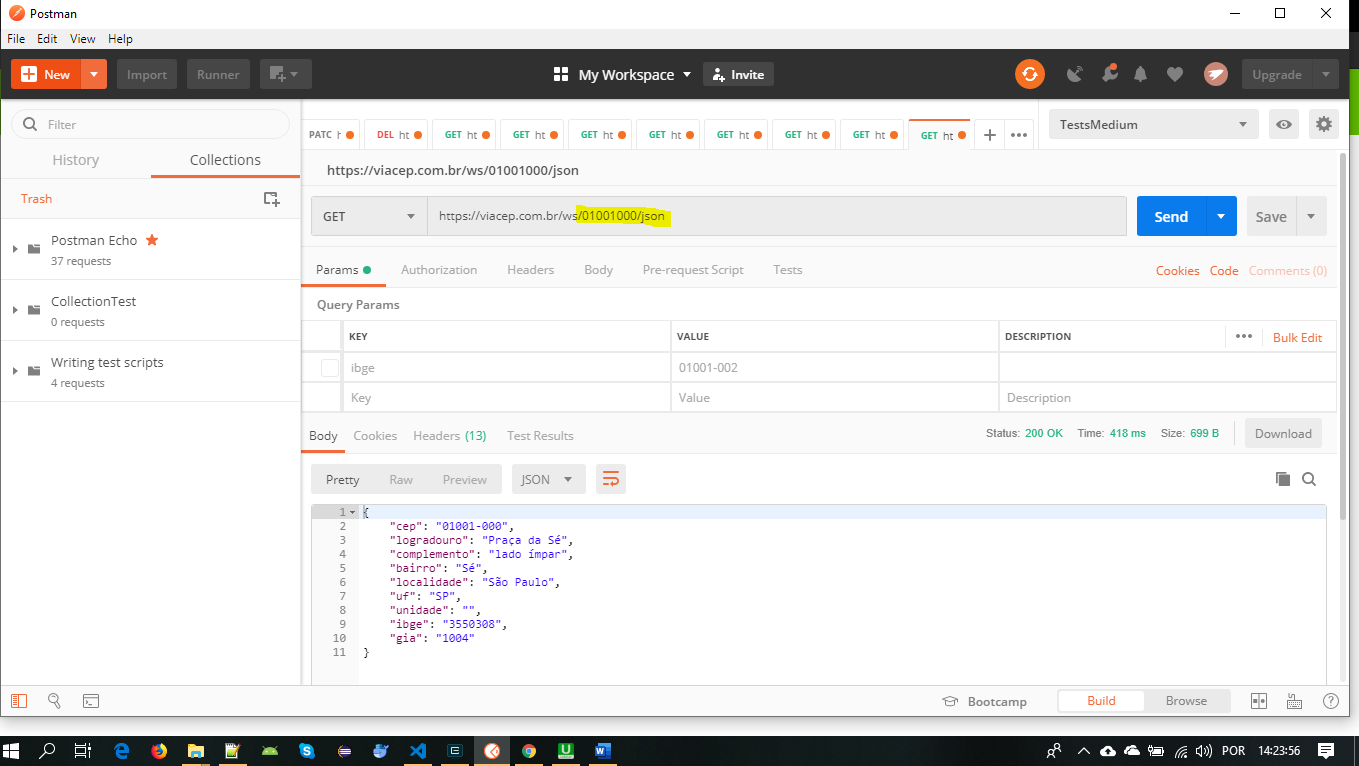 Postman
File Edit View Help
New Import Runner My Workspace Invite Upgrade
Filter
History Collections
Trash
Postman Echo
37 requests
CollectionTest
0 requests
Writing test scripts
4 requests
PATC h DEL ht GET ht GET ht GET ht GET ht GET ht GET ht GET ht GET ht TestsMedium
https://viacep.com.br/ws/01001000/json
GET https://viacep.com.br/ws/01001000/json Send Save
Params Authorization Headers Body Pre-request Script Tests Cookies Code Comments (0)
Query Params
KEY VALUE DESCRIPTION Bulk Edit
ibge 01001-002
Key Value Description
Body Cookies Headers (13) Test Results Status: 200 OK Time: 418 ms Size: 699 B Download
Pretty Raw Preview JSON
1 {
2 "cep": "01001-000",
3 "logradouro": "Praça da Sé",
4 "complemento": "lado ímpar",
5 "bairro": "Sé",
6 "localidade": "São Paulo",
7 "uf": "SP",
8 "unidade": "",
9 "ibge": "3550308",
10 "gia": "1004"
11 }
Bootcamp Build Browse
POR 14:23:56